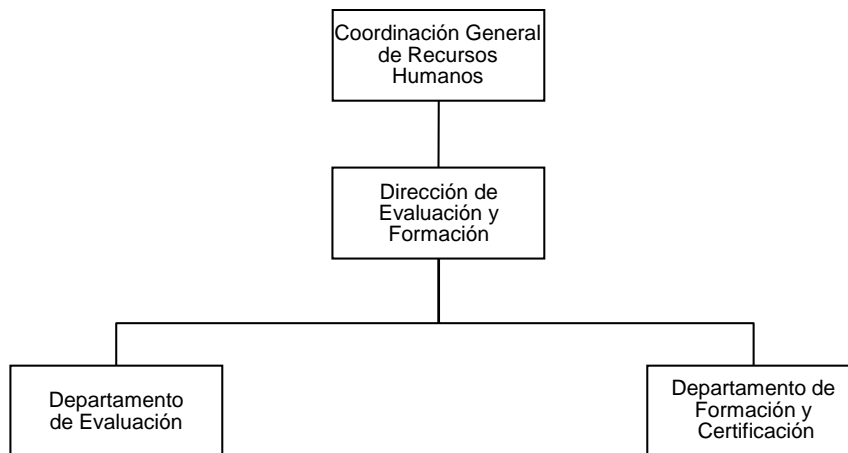 Coordinación General
de Recursos
Humanos
Dirección de
Evaluación y
Formación
Departamento
de Evaluación
Departamento de
Formación y
Certificación